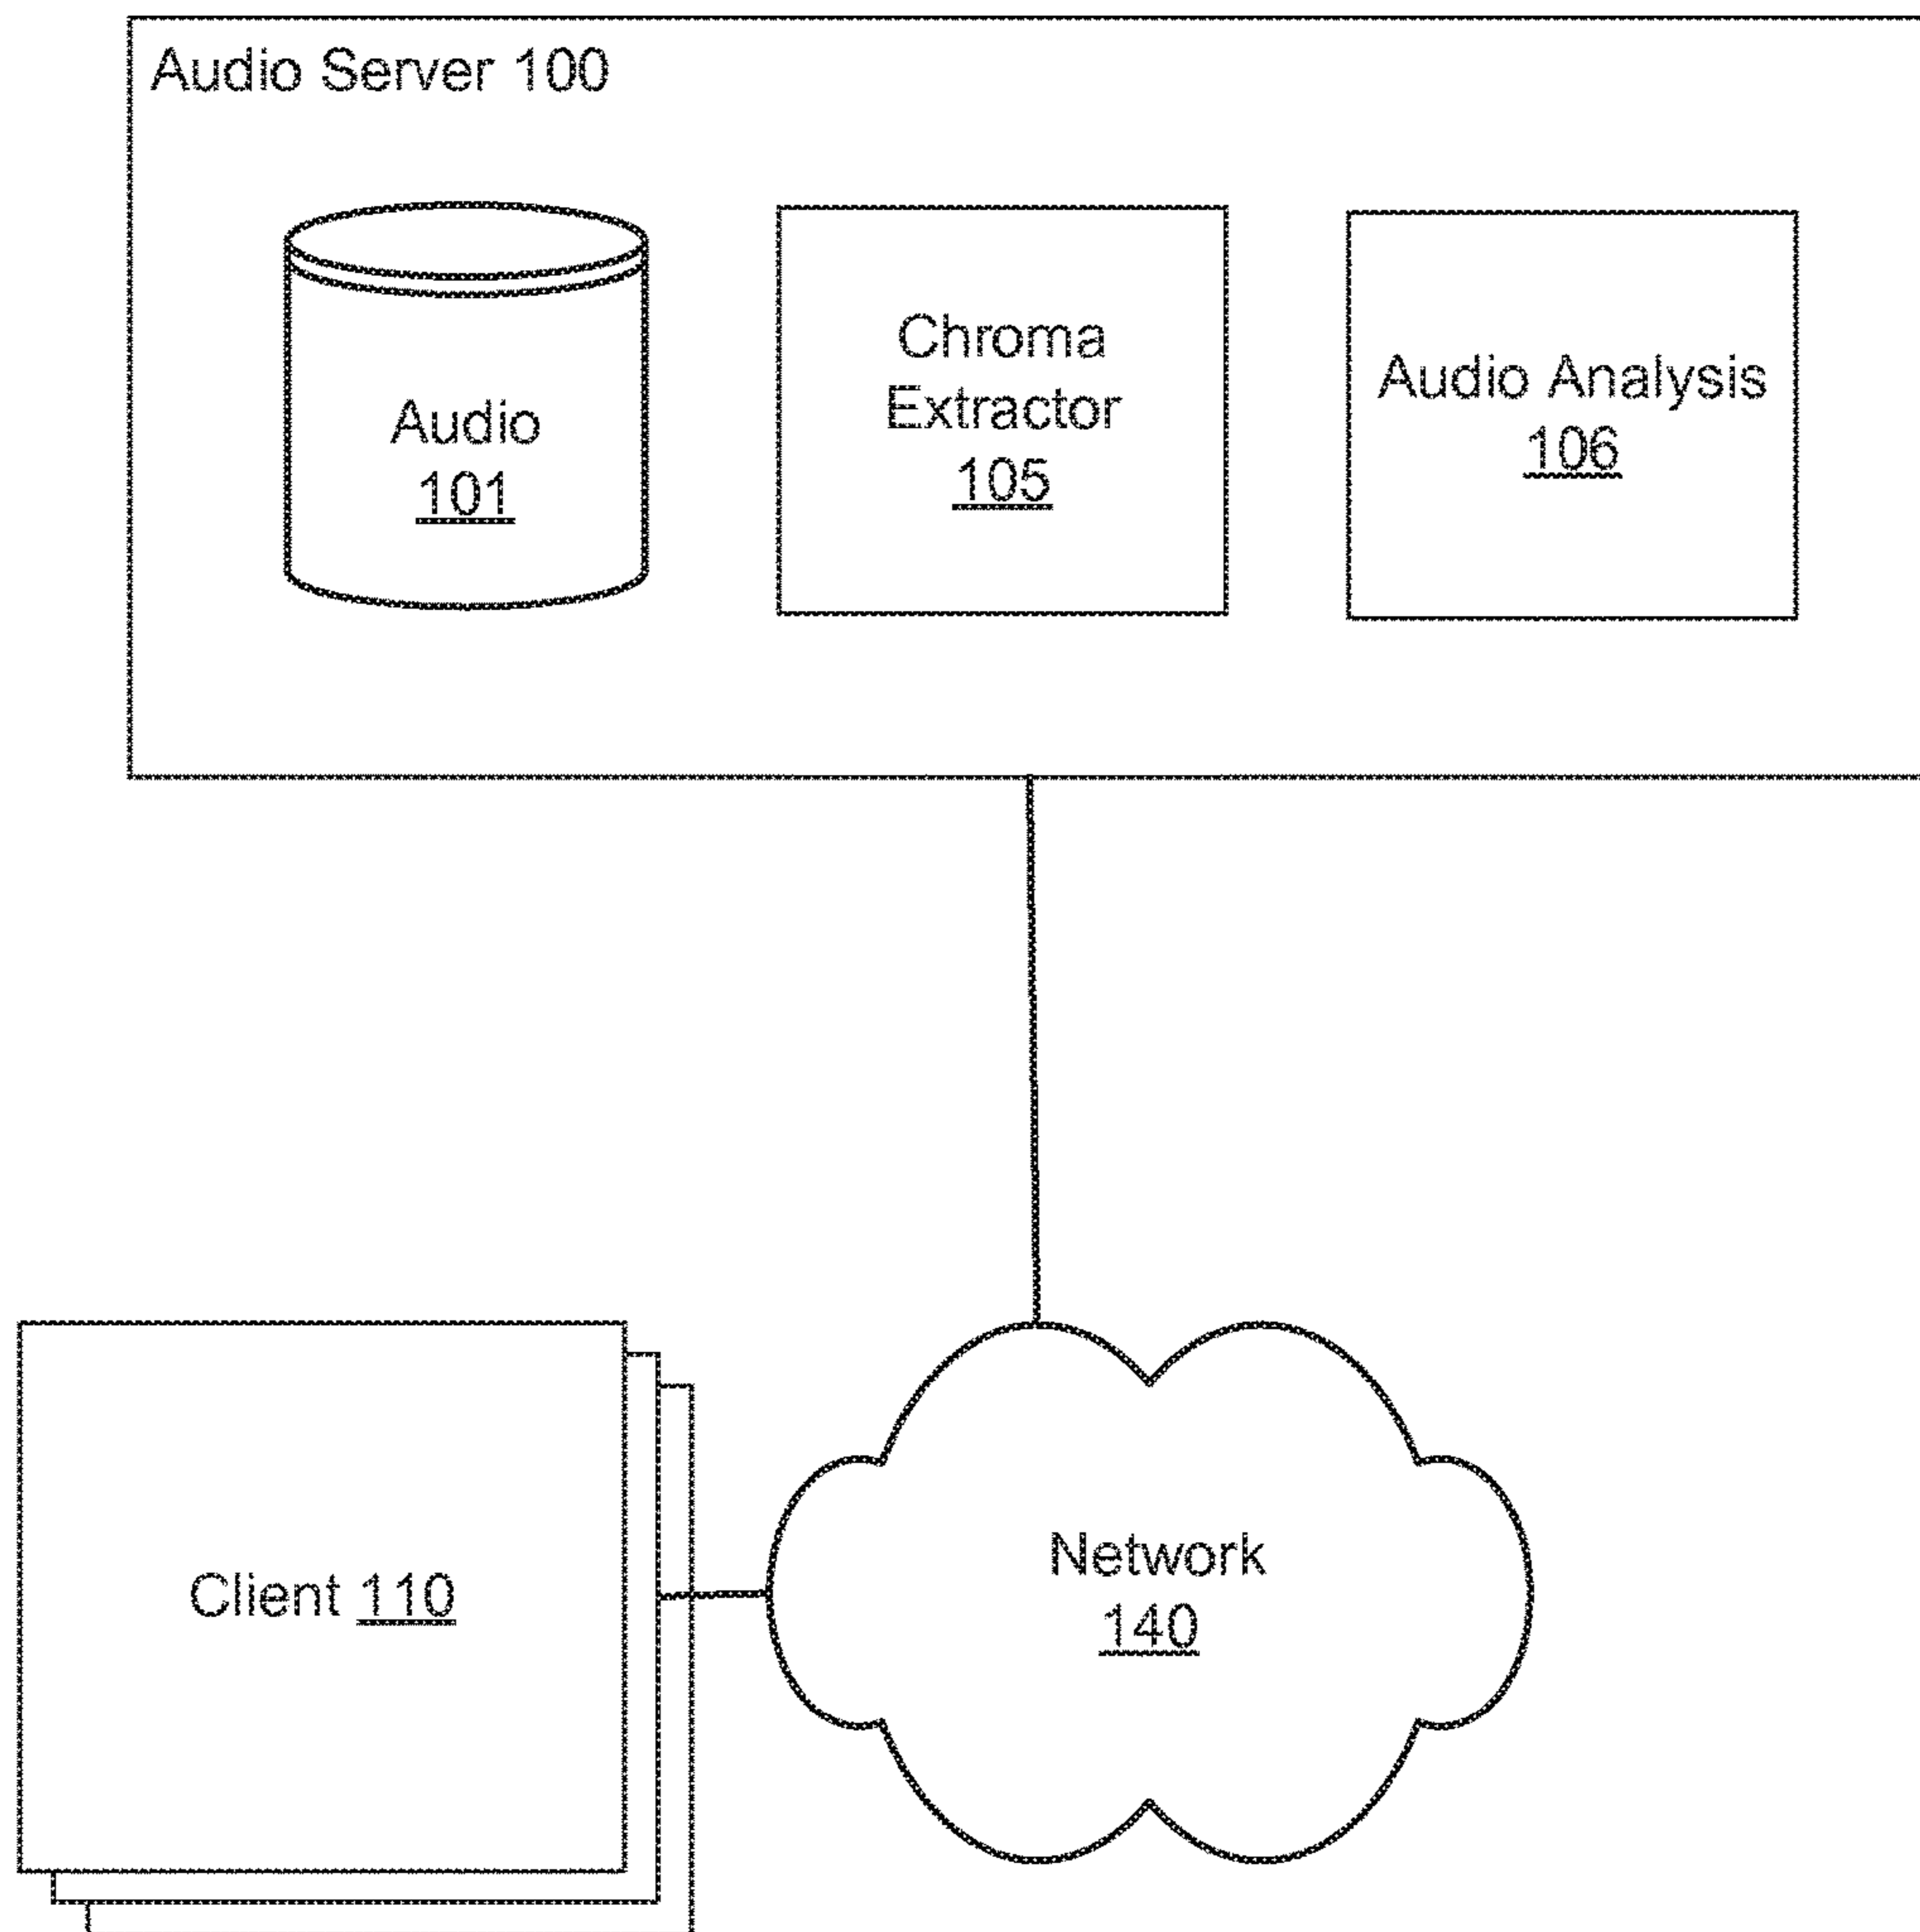 Audio Server 100
Audio
101
Chroma
Extractor
105
Audio Analysis
106
Client 110
Network
140